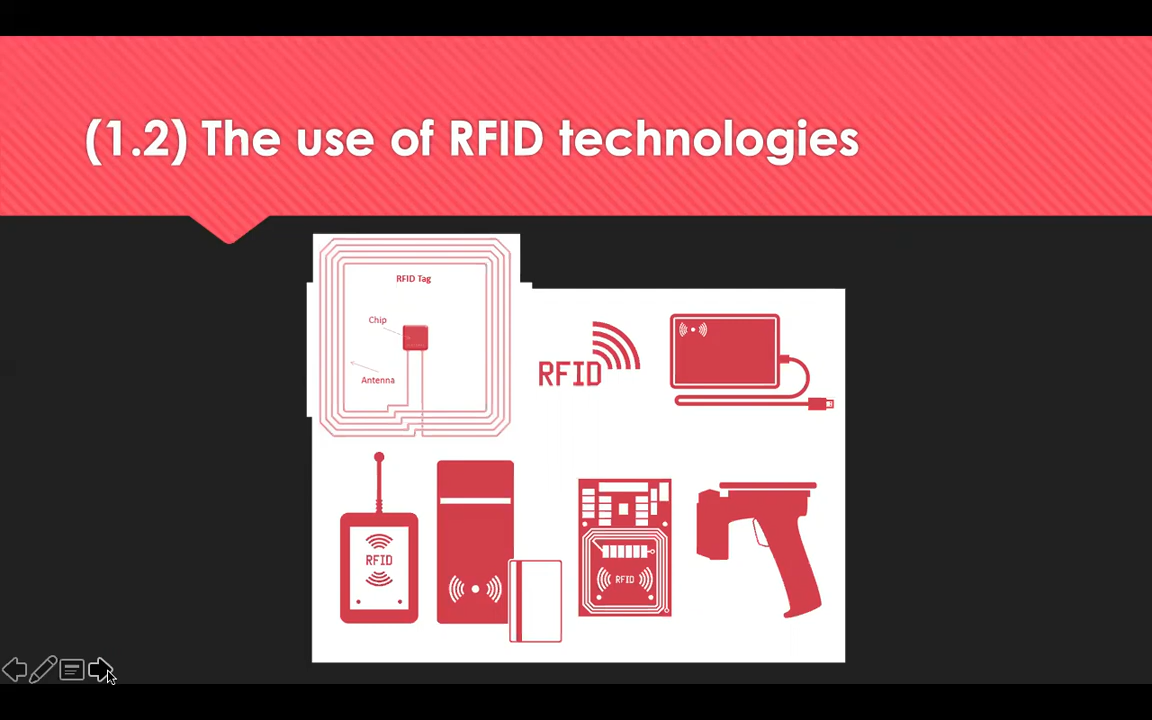 (1.2) The use of RFID technologies
RFID Tag
Chip
Antenna
RFID
RFID
RFID